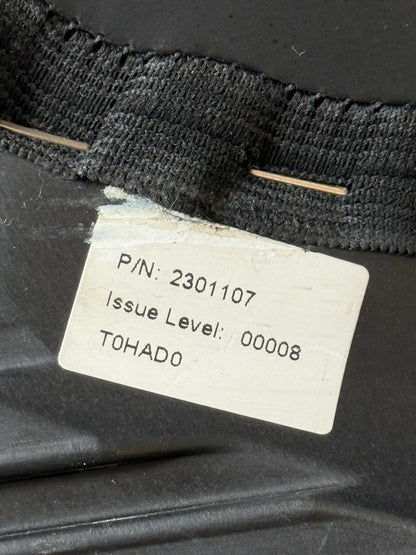 P/N: 2301107
Issue Level: 00008
T0HAD0